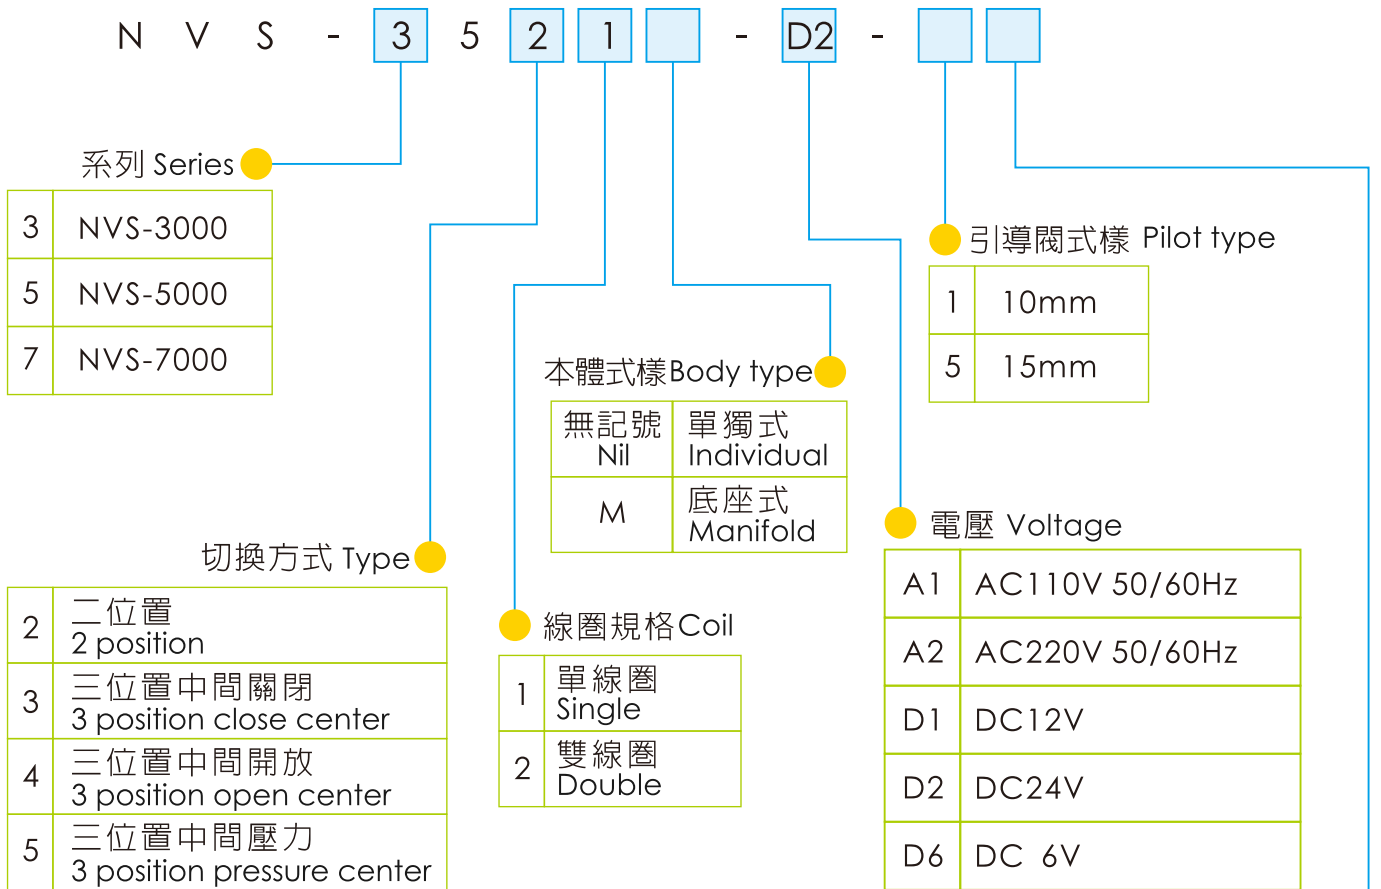 N V S - 3 5 2 1 - D2 -
系列 Series
3 NVS-3000
5 NVS-5000
7 NVS-7000
引導閥式樣 Pilot type
1 10mm
5 15mm
本體式樣Body type
無記號 單獨式
Nil Individual
M 底座式
Manifold
電壓 Voltage
A1 AC110V 50/60Hz
A2 AC220V 50/60Hz
D1 DC12V
D2 DC24V
D6 DC 6V
切換方式 Type
2 二位置
2 position
3 三位置中間關閉
3 position close center
4 三位置中間開放
3 position open center
5 三位置中間壓力
3 position pressure center
線圈規格Coil
1 單線圈
Single
2 雙線圈
Double